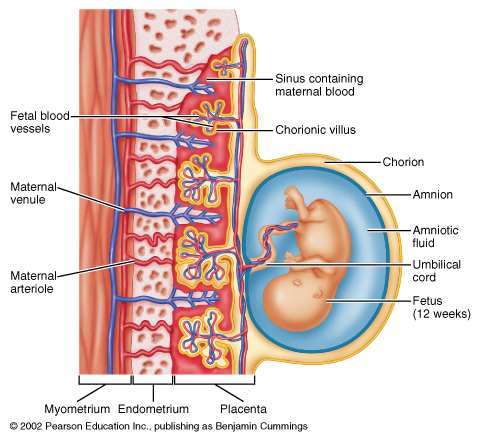 Sinus containing
maternal blood
Fetal blood
vessels
Chorionic villus
Chorion
Maternal
venule
Amnion
Amniotic
fluid
Maternal
arteriole
Umbilical
cord
Fetus
(12 weeks)
Myometrium Endometrium Placenta
© 2002 Pearson Education Inc., publishing as Benjamin Cummings